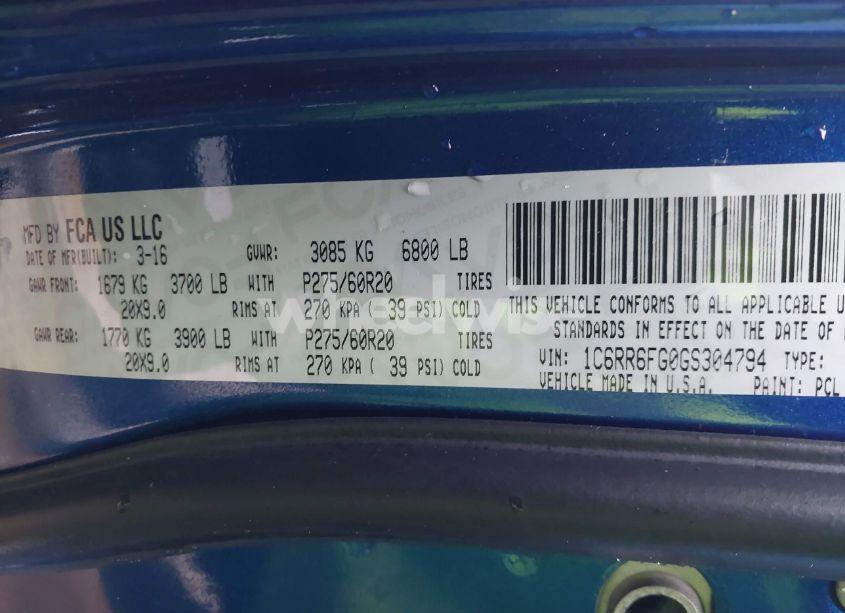 MFD BY FCA US LLC
DATE OF MFR(BUILT): 3-16 GVWR: 3085 KG 6800 LB
GAWR FRONT: 1679 KG 3700 LB WITH P275/60R20 TIRES
20X9.0 RIMS AT 270 KPA ( 39 PSI) COLD
GAWR REAR: 1770 KG 3900 LB WITH P275/60R20 TIRES
20X9.0 RIMS AT 270 KPA ( 39 PSI) COLD
THIS VEHICLE CONFORMS TO ALL APPLICABLE
STANDARDS IN EFFECT ON THE DATE OF
VIN: 1C6RR6FG0GS304794 TYPE:
VEHICLE MADE IN U.S.A. PAINT: PCL